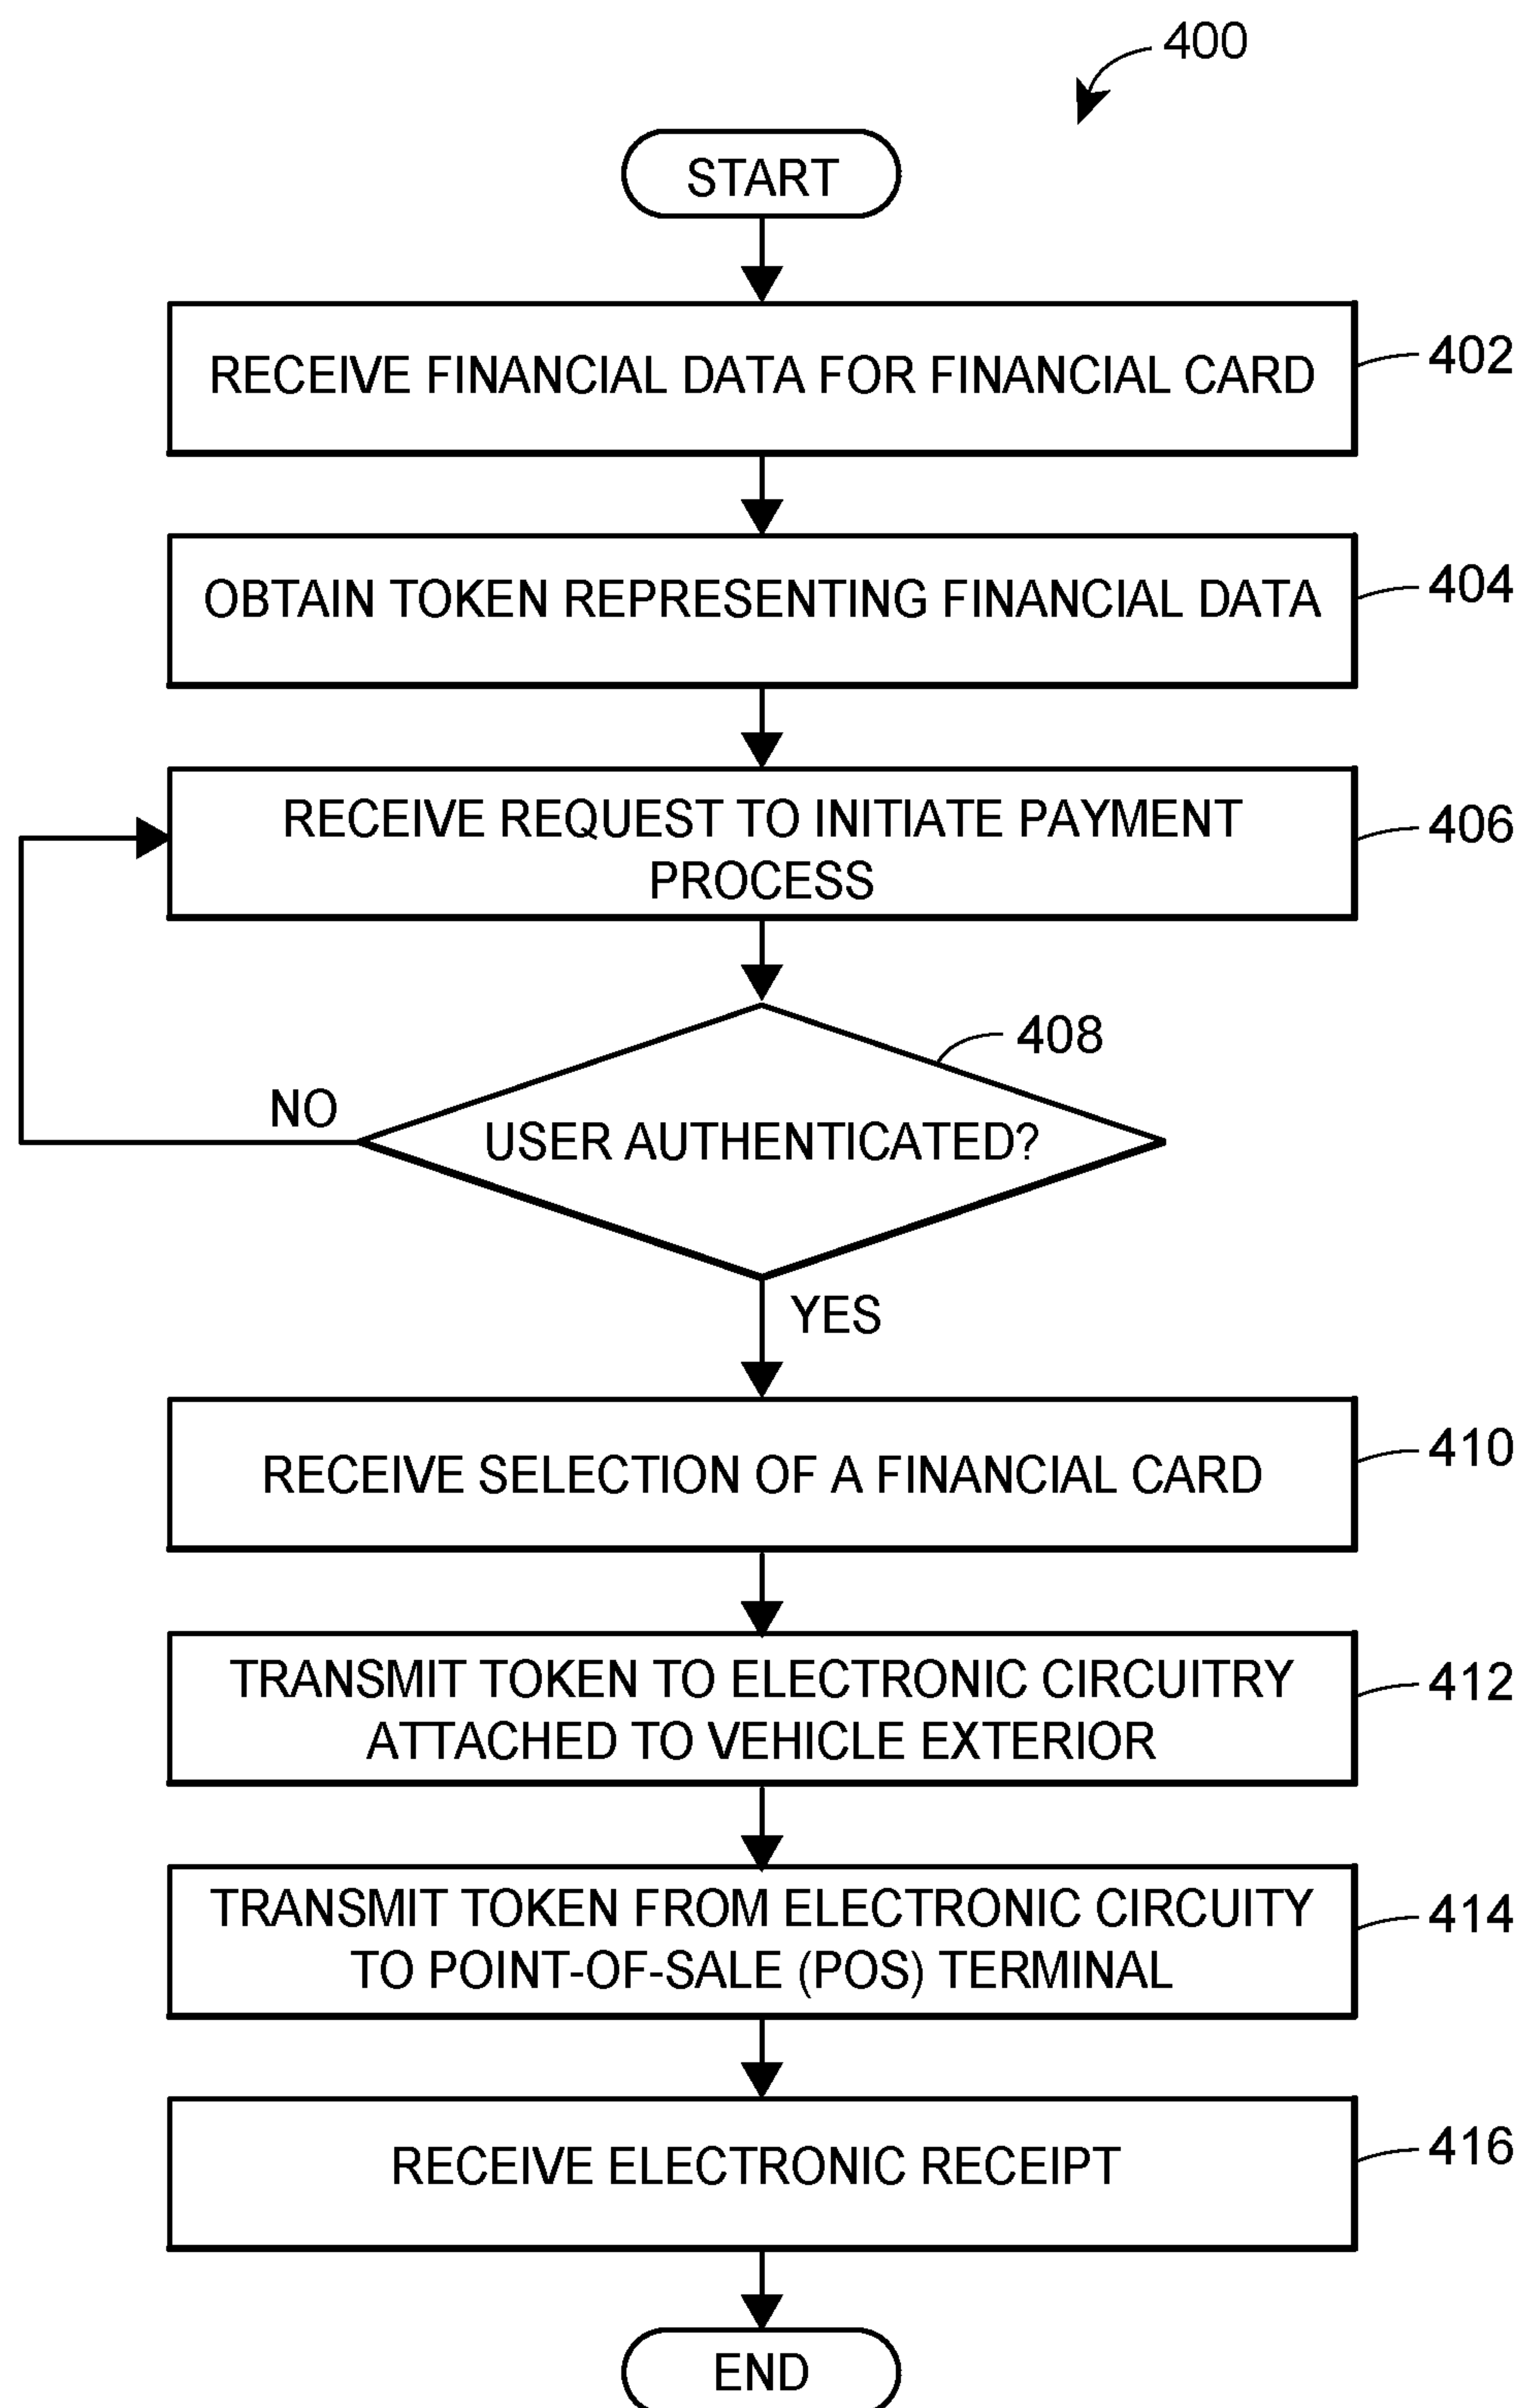 400
START
RECEIVE FINANCIAL DATA FOR FINANCIAL CARD
402
OBTAIN TOKEN REPRESENTING FINANCIAL DATA
404
RECEIVE REQUEST TO INITIATE PAYMENT
PROCESS
406
408
USER AUTHENTICATED?
NO
YES
RECEIVE SELECTION OF A FINANCIAL CARD
410
TRANSMIT TOKEN TO ELECTRONIC CIRCUITRY
ATTACHED TO VEHICLE EXTERIOR
412
TRANSMIT TOKEN FROM ELECTRONIC CIRCUITY
TO POINT-OF-SALE (POS) TERMINAL
414
RECEIVE ELECTRONIC RECEIPT
416
END